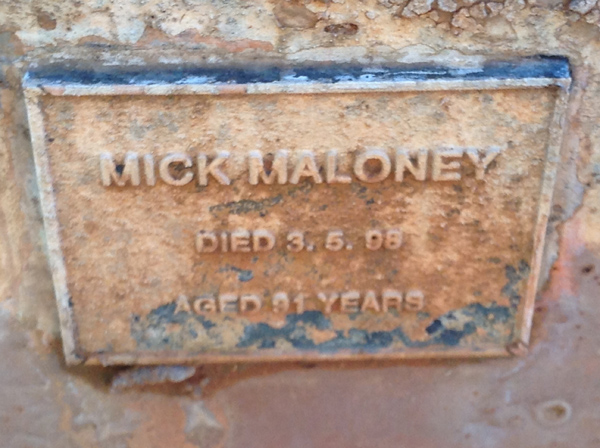 MICK MALONEY
DIED 3. 5. 98
AGED 91 YEARS